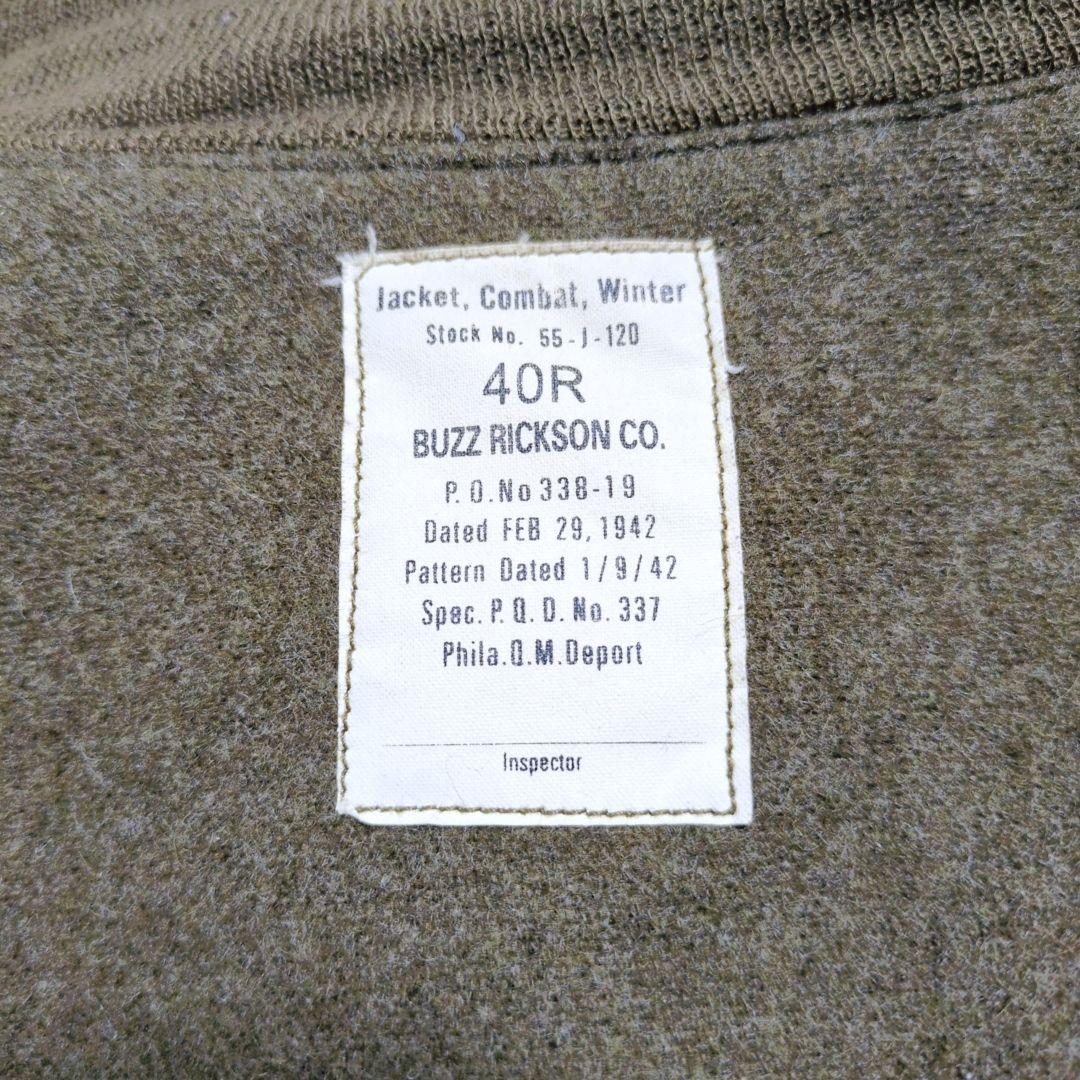 Jacket, Combat, Winter
Stock No. 55-J-120
40R
BUZZ RICKSON CO.
P.O.No 338-19
Dated FEB 29, 1942
Pattern Dated 1/9/42
Spec. P.Q.D. No. 337
Phila.Q.M.Deport
Inspector